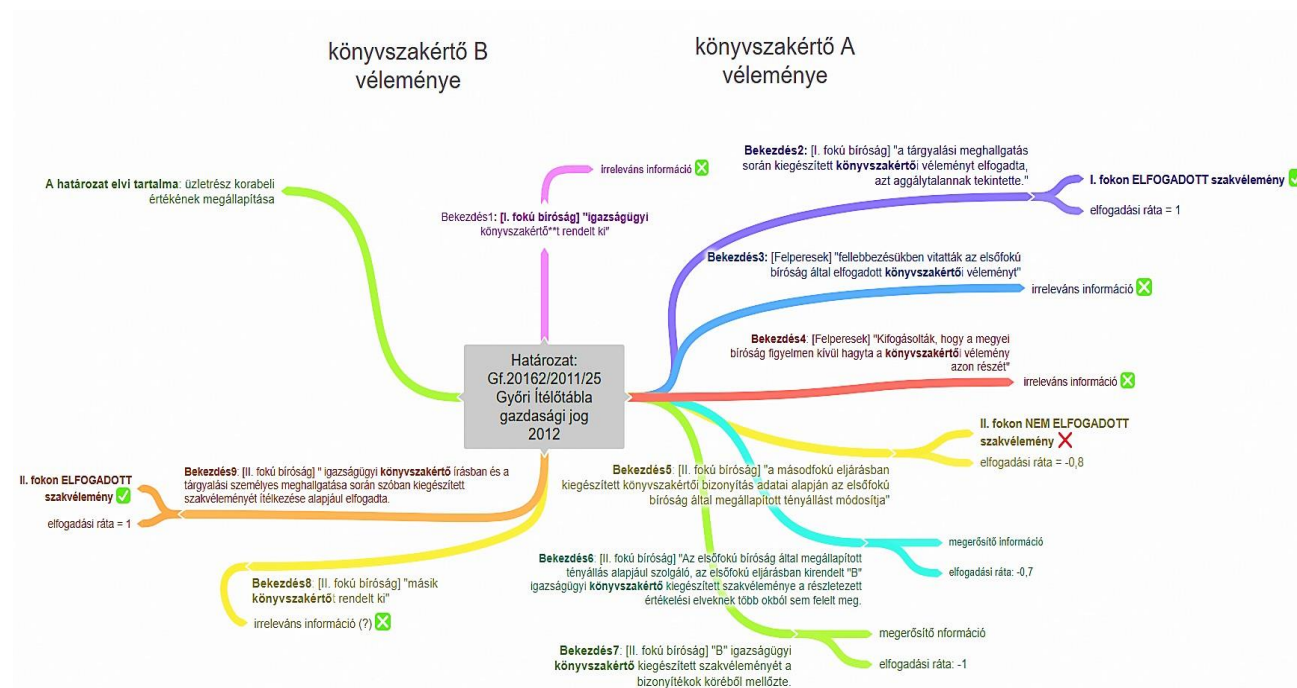 könyvszakértő B
véleménye
könyvszakértő A
véleménye
A határozat elvi tartalma: üzletrész korabeli
értékének megállapítása
irreleváns információ
Bekezdés1: [I. fokú bíróság] "igazságügyi
könyvszakértő**t rendelt ki"
Bekezdés2: [I. fokú bíróság] "a tárgyalási meghallgatás
során kiegészített könyvszakértői véleményt elfogadta,
azt aggálytalannak tekintette."
I. fokon ELFOGADOTT szakvélemény
elfogadási ráta = 1
Bekezdés3: [Felperesek] "fellebbezésükben vitatták az elsőfokú
bíróság által elfogadott könyvszakértői véleményt"
irreleváns információ
Bekezdés4: [Felperesek] "Kifogásolták, hogy a megyei
bíróság figyelmen kívül hagyta a könyvszakértői vélemény
azon részét"
irreleváns információ
Határozat:
Gf.20162/2011/25
Győri Ítélőtábla
gazdasági jog
2012
II. fokon NEM ELFOGADOTT
szakvélemény
elfogadási ráta = -0,8
Bekezdés5: [II. fokú bíróság] "a másodfokú eljárásban
kiegészített könyvszakértői bizonyítás adatai alapján az elsőfokú
bíróság által megállapított tényállást módosítja"
Bekezdés6: [II. fokú bíróság] "Az elsőfokú bíróság által megállapított
tényállás alapjául szolgáló, az elsőfokú eljárásban kirendelt "B"
igazságügyi könyvszakértő kiegészített szakvéleménye a részletezett
értékelési elveknek több okból sem felelt meg.
megerősítő információ
elfogadási ráta: -0,7
Bekezdés7: [II. fokú bíróság] "B" igazságügyi
könyvszakértő kiegészített szakvéleményét a
bizonyítékok köréből mellőzte.
megerősítő nformáció
elfogadási ráta: -1
Bekezdés9: [II. fokú bíróság] " igazságügyi könyvszakértő írásban és a
tárgyalási személyes meghallgatása során szóban kiegészített
szakvéleményét ítélkezése alapjául elfogadta.
II. fokon ELFOGADOTT
szakvélemény
elfogadási ráta = 1
Bekezdés8: [II. fokú bíróság] "másik
könyvszakértőt rendelt ki"
irreleváns információ (?)